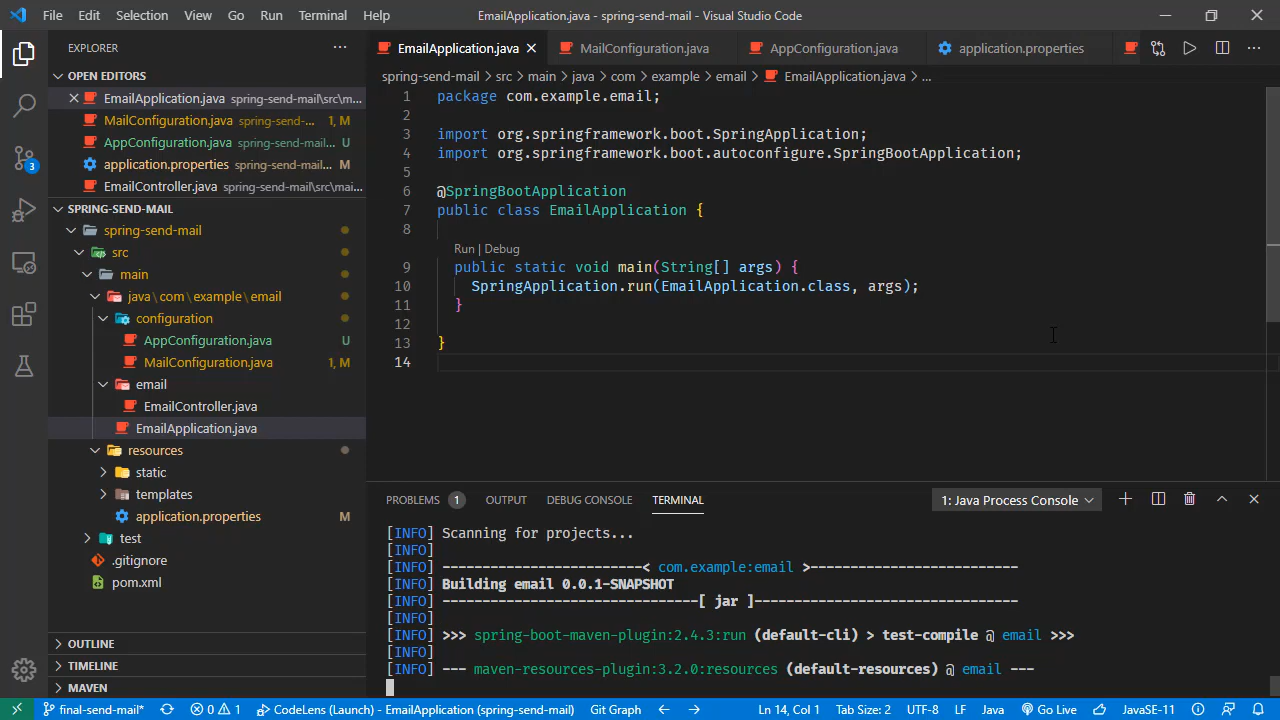 File Edit Selection View Go Run Terminal Help EmailApplication.java - spring-send-mail - Visual Studio Code
EXPLORER
OPEN EDITORS
EmailApplication.java spring-send-mail\src\ma...
MailConfiguration.java spring-send-... 1, M
AppConfiguration.java spring-send-mail... U
application.properties spring-send-mail... M
EmailController.java spring-send-mail\src\mai...
SPRING-SEND-MAIL
spring-send-mail
src
main
java\com\example\email
configuration
AppConfiguration.java U
MailConfiguration.java 1, M
email
EmailController.java
EmailApplication.java
resources
static
templates
application.properties M
test
.gitignore
pom.xml
OUTLINE
TIMELINE
MAVEN
3
EmailApplication.java MailConfiguration.java AppConfiguration.java application.properties
spring-send-mail > src > main > java > com > example > email > EmailApplication.java > ...
1 package com.example.email;
2
3 import org.springframework.boot.SpringApplication;
4 import org.springframework.boot.autoconfigure.SpringBootApplication;
5
6 @SpringBootApplication
7 public class EmailApplication {
8
Run | Debug
9 public static void main(String[] args) {
10 SpringApplication.run(EmailApplication.class, args);
11 }
12
13 }
14
PROBLEMS 1 OUTPUT DEBUG CONSOLE TERMINAL 1: Java Process Console
[INFO] Scanning for projects...
[INFO]
[INFO] -------------------------< com.example:email >--------------------------
[INFO] Building email 0.0.1-SNAPSHOT
[INFO] --------------------------------[ jar ]---------------------------------
[INFO]
[INFO] >>> spring-boot-maven-plugin:2.4.3:run (default-cli) > test-compile @ email >>>
[INFO]
[INFO] --- maven-resources-plugin:3.2.0:resources (default-resources) @ email ---
final-send-mail* 0 1 CodeLens (Launch) - EmailApplication (spring-send-mail) Git Graph Ln 14, Col 1 Tab Size: 2 UTF-8 LF Java Go Live JavaSE-11